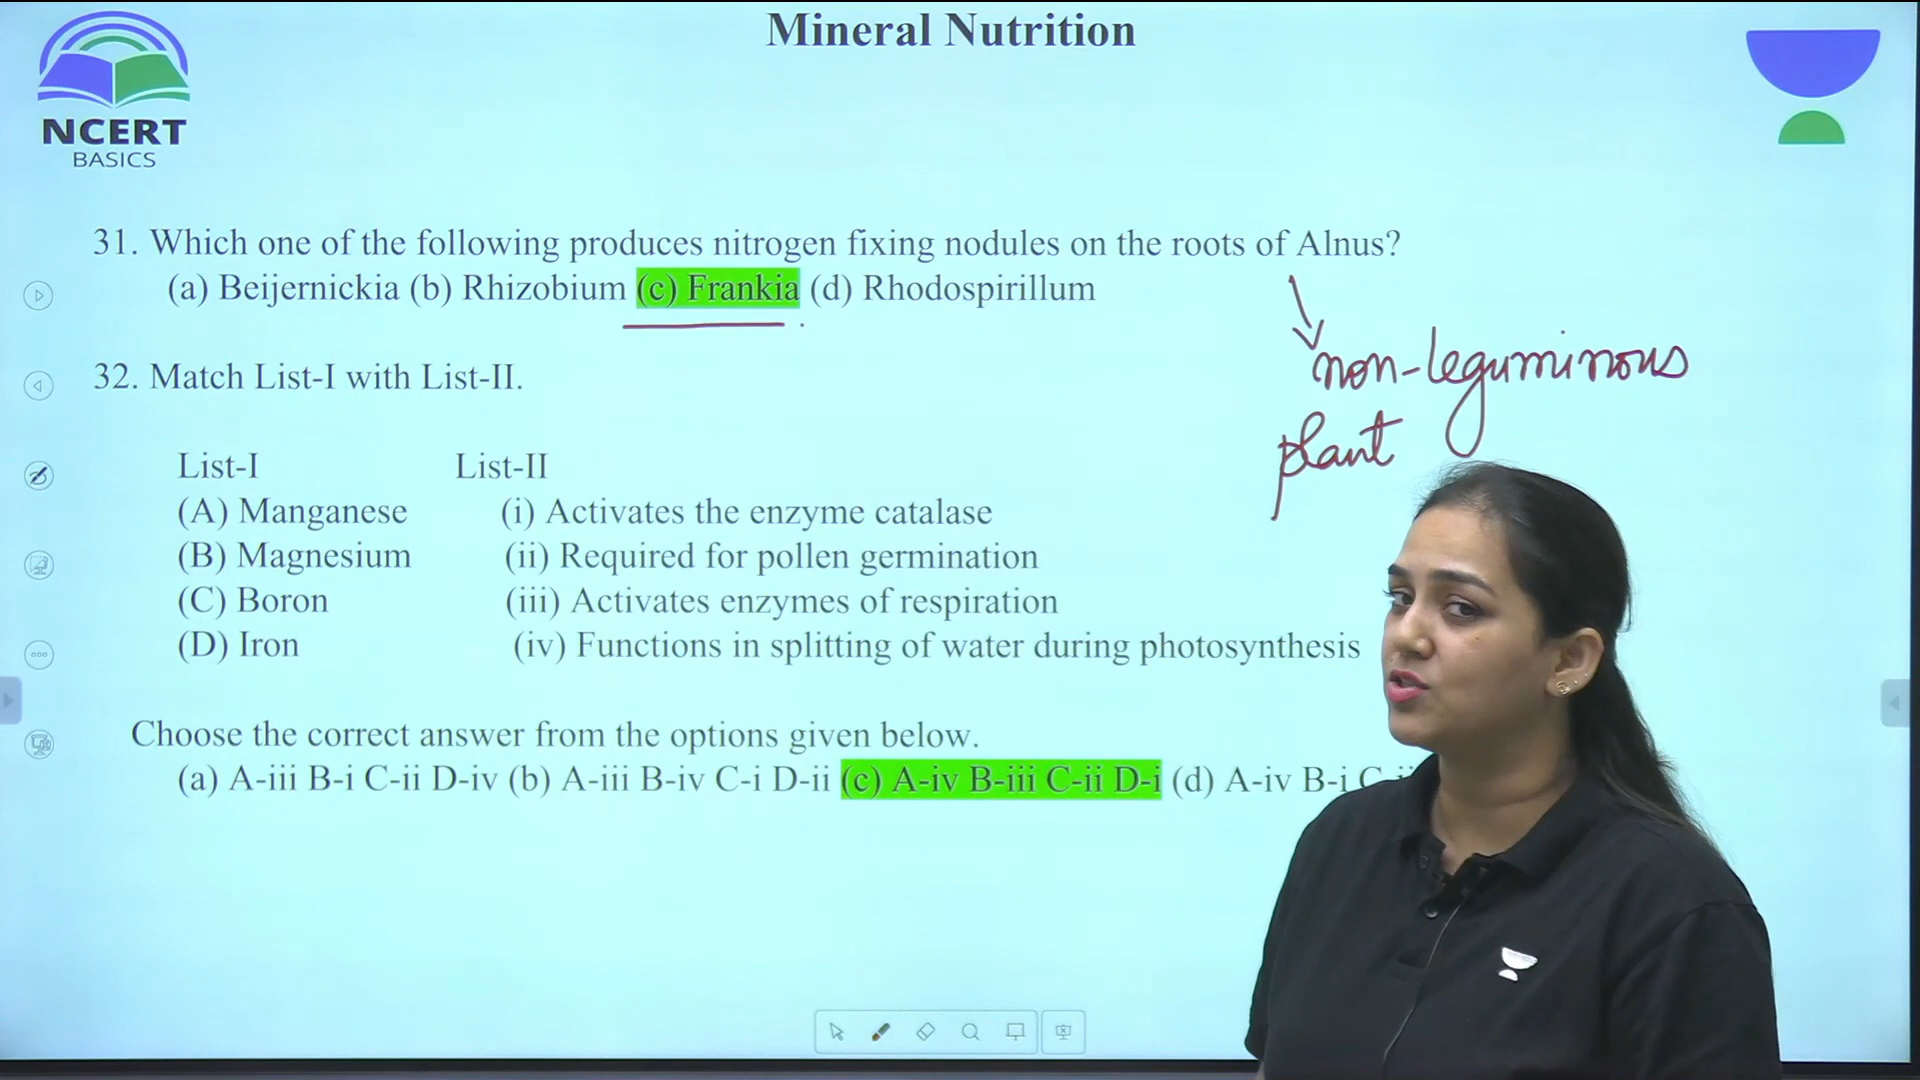 Mineral Nutrition
NCERT
BASICS
31. Which one of the following produces nitrogen fixing nodules on the roots of Alnus?
(a) Beijernickia (b) Rhizobium (c) Frankia (d) Rhodospirillum
non-leguminous
plant
32. Match List-I with List-II.
List-I List-II
(A) Manganese (i) Activates the enzyme catalase
(B) Magnesium (ii) Required for pollen germination
(C) Boron (iii) Activates enzymes of respiration
(D) Iron (iv) Functions in splitting of water during photosynthesis
Choose the correct answer from the options given below.
(a) A-iii B-i C-ii D-iv (b) A-iii B-iv C-i D-ii (c) A-iv B-iii C-ii D-i (d) A-iv B-i